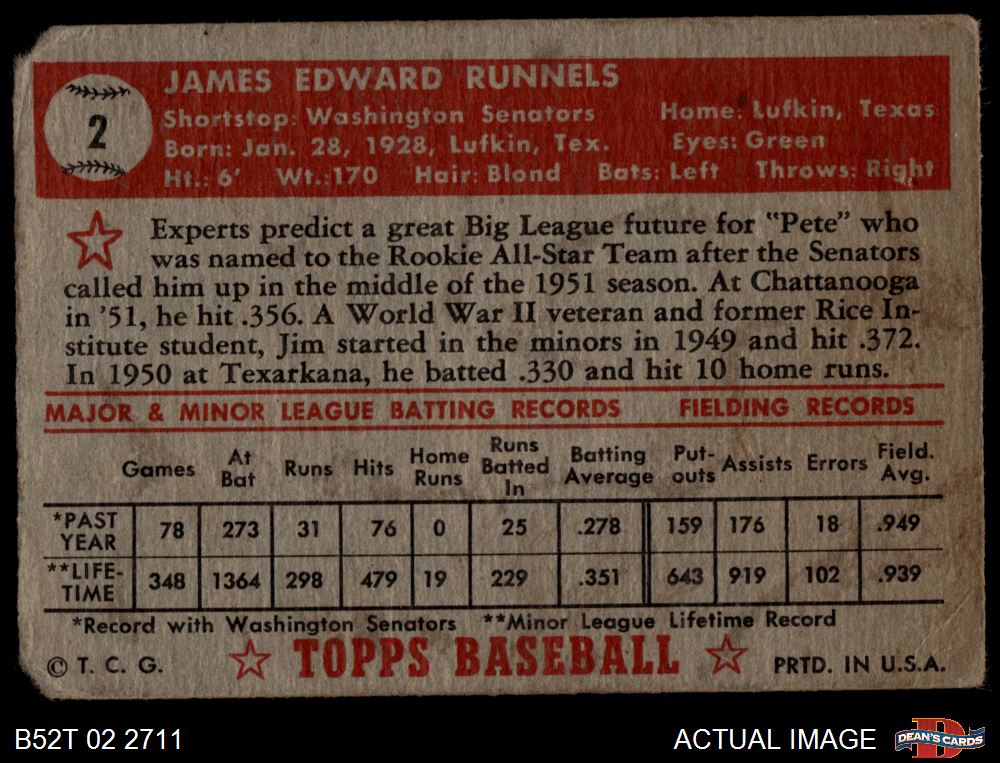 2
JAMES EDWARD RUNNELS
Shortstop: Washington Senators Home: Lufkin, Texas
Born: Jan. 28, 1928, Lufkin, Tex. Eyes: Green
Ht.: 6' Wt.: 170 Hair: Blond Bats: Left Throws: Right
Experts predict a great Big League future for "Pete" who
was named to the Rookie All-Star Team after the Senators
called him up in the middle of the 1951 season. At Chattanooga
in '51, he hit .356. A World War II veteran and former Rice In-
stitute student, Jim started in the minors in 1949 and hit .372.
In 1950 at Texarkana, he batted .330 and hit 10 home runs.
MAJOR & MINOR LEAGUE BATTING RECORDS FIELDING RECORDS
Games At Bat Runs Hits Home Runs Runs Batted In Batting Average Put-outs Assists Errors Field. Avg.
*PAST YEAR 78 273 31 76 0 25 .278 159 176 18 .949
**LIFE-TIME 348 1364 298 479 19 229 .351 643 919 102 .939
*Record with Washington Senators **Minor League Lifetime Record
© T. C. G. TOPPS BASEBALL PRTD. IN U.S.A.
B52T 02 2711 ACTUAL IMAGE DEAN'S CARDS